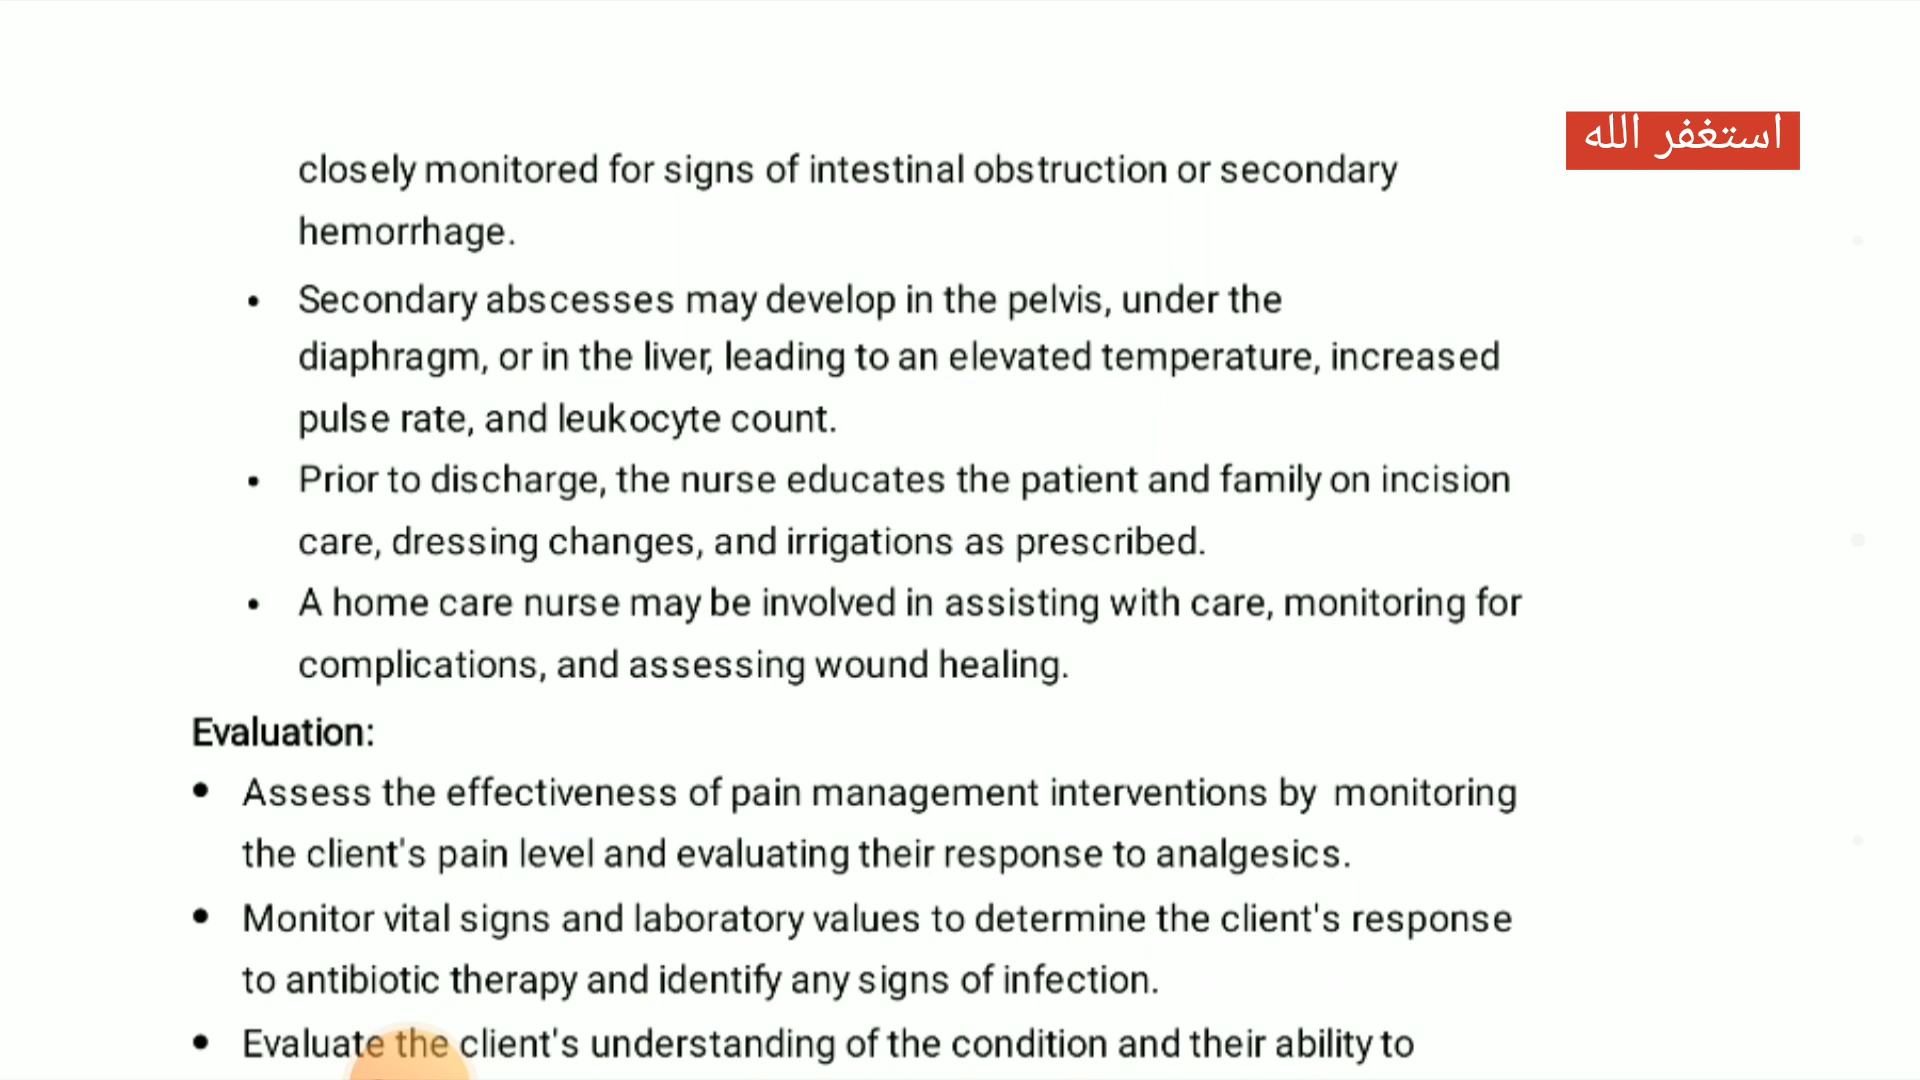 استغفر الله
closely monitored for signs of intestinal obstruction or secondary
hemorrhage.
• Secondary abscesses may develop in the pelvis, under the
diaphragm, or in the liver, leading to an elevated temperature, increased
pulse rate, and leukocyte count.
• Prior to discharge, the nurse educates the patient and family on incision
care, dressing changes, and irrigations as prescribed.
• A home care nurse may be involved in assisting with care, monitoring for
complications, and assessing wound healing.
Evaluation:
• Assess the effectiveness of pain management interventions by monitoring
the client's pain level and evaluating their response to analgesics.
• Monitor vital signs and laboratory values to determine the client's response
to antibiotic therapy and identify any signs of infection.
• Evaluate the client's understanding of the condition and their ability to